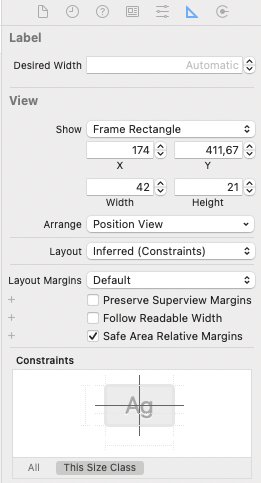 Label
Desired Width Automatic
View
Show Frame Rectangle
174 411,67
X Y
42 21
Width Height
Arrange Position View
Layout Inferred (Constraints)
Layout Margins Default
+ Preserve Superview Margins
+ Follow Readable Width
+ Safe Area Relative Margins
Constraints
Ag
All This Size Class